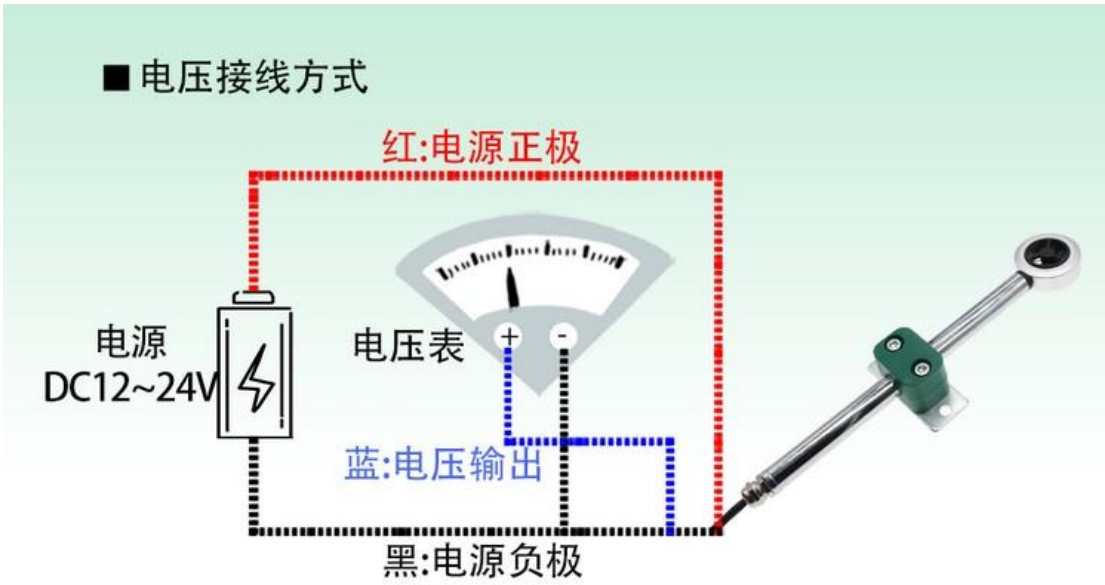 ■ 电压接线方式
红:电源正极
电源
DC12~24V
电压表
+ -
蓝:电压输出
黑:电源负极